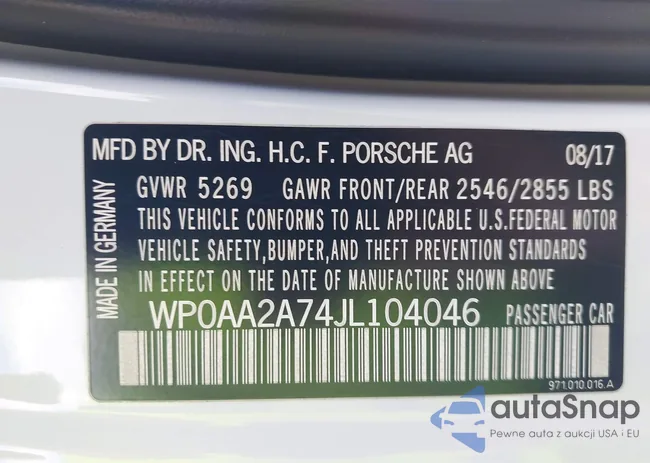 MFD BY DR. ING. H.C. F. PORSCHE AG 08/17
GVWR 5269 GAWR FRONT/REAR 2546/2855 LBS
THIS VEHICLE CONFORMS TO ALL APPLICABLE U.S.FEDERAL MOTOR
VEHICLE SAFETY,BUMPER,AND THEFT PREVENTION STANDARDS
IN EFFECT ON THE DATE OF MANUFACTURE SHOWN ABOVE
WP0AA2A74JL104046 PASSENGER CAR
MADE IN GERMANY
971.010.016.A
autaSnap
Pewne auta z aukcji USA i EU